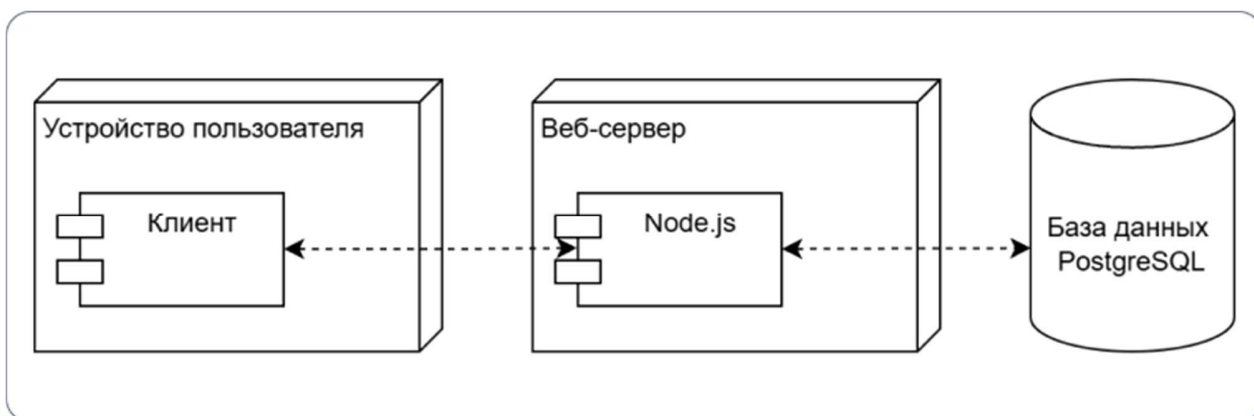 Устройство пользователя
Клиент
Веб-сервер
Node.js
База данных
PostgreSQL